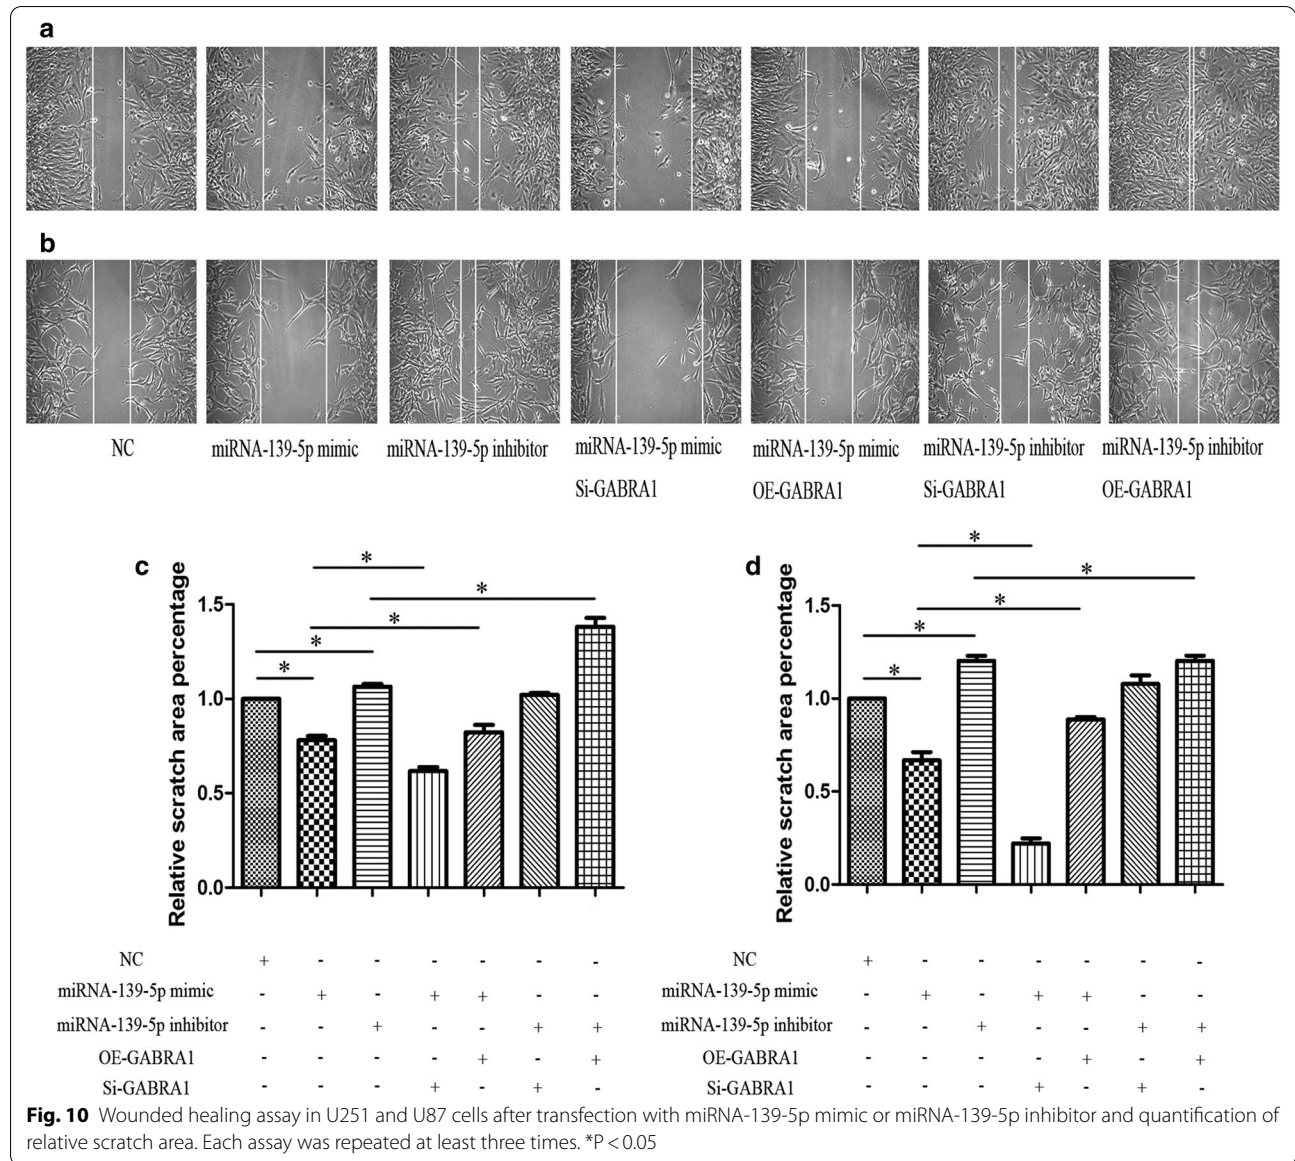 a
b
NC miRNA-139-5p mimic miRNA-139-5p inhibitor miRNA-139-5p mimic miRNA-139-5p mimic miRNA-139-5p inhibitor miRNA-139-5p inhibitor
Si-GABRA1 OE-GABRA1 Si-GABRA1 OE-GABRA1
c
Relative scratch area percentage
1.5
1.0
0.5
0.0
* * * * *
NC + - - - - - -
miRNA-139-5p mimic - + - + + - -
miRNA-139-5p inhibitor - - + - - + +
OE-GABRA1 - - - - + - +
Si-GABRA1 - - - + - + -
d
Relative scratch area percentage
1.5
1.0
0.5
0.0
* * * * *
NC + - - - - - -
miRNA-139-5p mimic - + - + + - -
miRNA-139-5p inhibitor - - + - - + +
OE-GABRA1 - - - - + - +
Si-GABRA1 - - - + - + -
Fig. 10 Wounded healing assay in U251 and U87 cells after transfection with miRNA-139-5p mimic or miRNA-139-5p inhibitor and quantification of
relative scratch area. Each assay was repeated at least three times. *P < 0.05